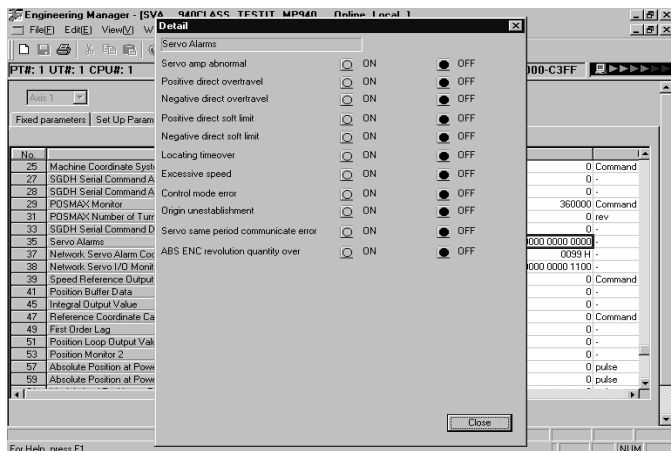 Engineering Manager - [SVA 940CLASS TESTIT MP940 Online Local ]
File(F) Edit(E) View(V) W
PT#: 1 UT#: 1 CPU#: 1
000-C3FF
Axis 1
Fixed parameters Set Up Param
No.
25 Machine Coordinate Syst 0 Command
27 SGDH Serial Command A 0 -
28 SGDH Serial Command A 0 -
29 POSMAX Monitor 360000 Command
31 POSMAX Number of Turr 0 rev
33 SGDH Serial Command D 0 -
35 Servo Alarms 0000 0000 0000 -
37 Network Servo Alarm Coc 0099 H -
38 Network Servo I/O Monit 0000 0000 1100 -
39 Speed Reference Output 0 Command
41 Position Buffer Data 0 -
45 Integral Output Value 0 -
47 Reference Coordinate Ca 0 Command
49 First Order Lag 0 -
51 Position Loop Output Valu 0 -
53 Position Monitor 2 0 -
57 Absolute Position at Powe 0 pulse
59 Absolute Position at Powe 0 pulse
Detail
Servo Alarms
Servo amp abnormal ON OFF
Positive direct overtravel ON OFF
Negative direct overtravel ON OFF
Positive direct soft limit ON OFF
Negative direct soft limit ON OFF
Locating timeover ON OFF
Excessive speed ON OFF
Control mode error ON OFF
Origin unestablishment ON OFF
Servo same period communicate error ON OFF
ABS ENC revolution quantity over ON OFF
Close
For Help, press F1
NUM